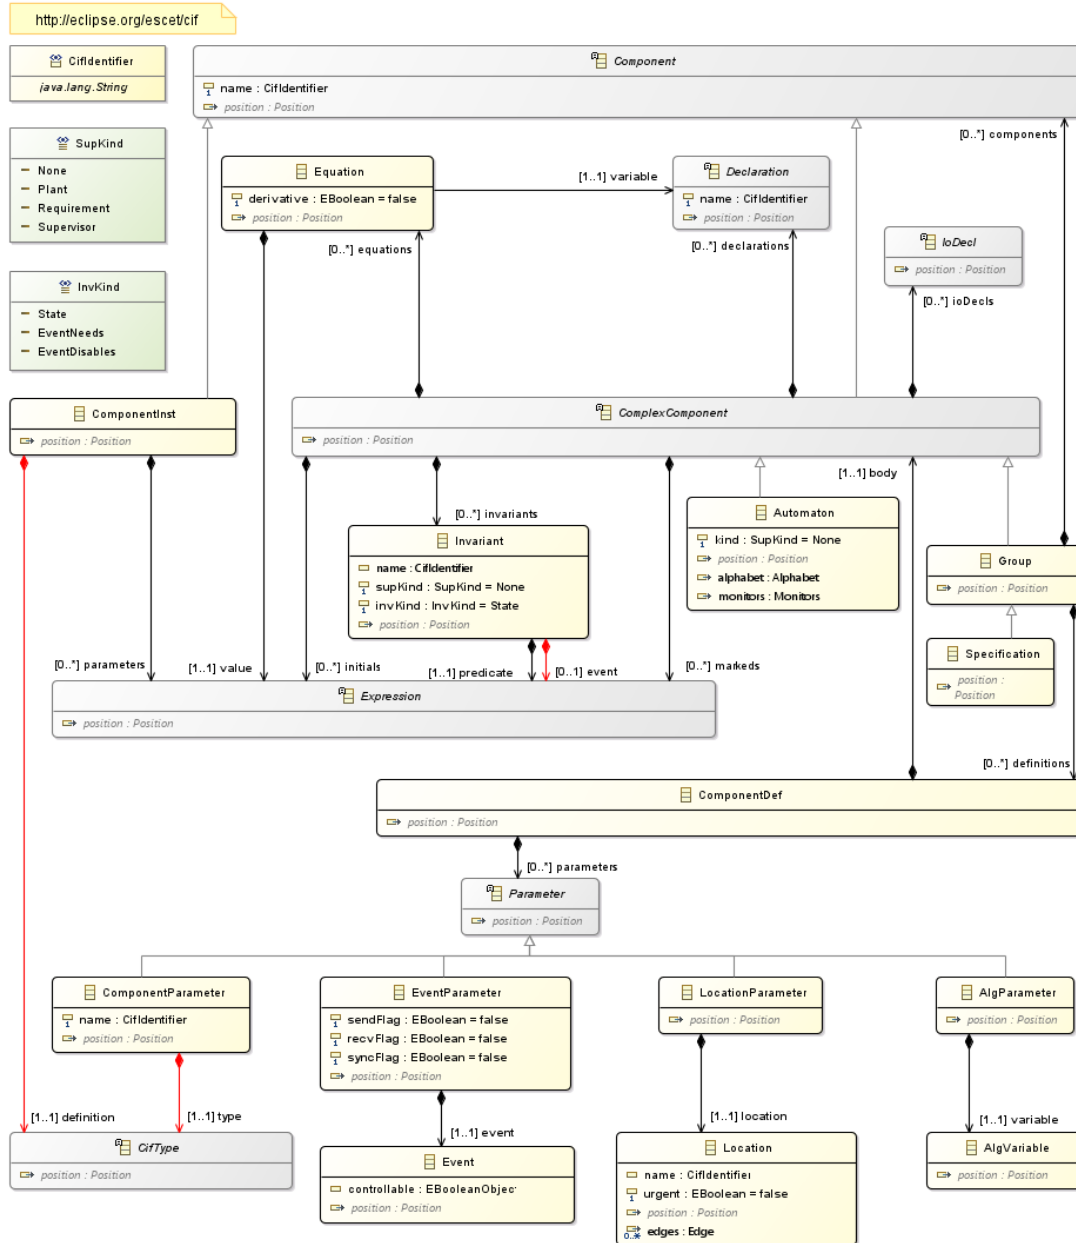 http://eclipse.org/escet/cif
CifIdentifier
java.lang.String
Component
name : CifIdentifier
position : Position
[0..*] components
SupKind
None
Plant
Requirement
Supervisor
Equation
derivative : EBoolean = false
position : Position
[1..1] variable
Declaration
name : CifIdentifier
position : Position
[0..*] equations
[0..*] declarations
IoDecl
position : Position
[0..*] ioDecls
InvKind
State
EventNeeds
EventDisables
ComponentInst
position : Position
ComplexComponent
position : Position
[1..1] body
[0..*] invariants
Invariant
name : CifIdentifier
supKind : SupKind = None
invKind : InvKind = State
position : Position
Automaton
kind : SupKind = None
position : Position
alphabet : Alphabet
monitors : Monitors
Group
position : Position
Specification
position :
Position
[0..*] parameters
[1..1] value
[0..*] initials
[1..1] predicate
[0..1] event
[0..*] markeds
Expression
position : Position
[0..*] definitions
ComponentDef
position : Position
[0..*] parameters
Parameter
position : Position
ComponentParameter
name : CifIdentifier
position : Position
EventParameter
sendFlag : EBoolean = false
recvFlag : EBoolean = false
syncFlag : EBoolean = false
position : Position
LocationParameter
position : Position
AlgParameter
position : Position
[1..1] definition
[1..1] type
[1..1] event
[1..1] location
[1..1] variable
CifType
position : Position
Event
controllable : EBooleanObjec
position : Position
Location
name : CifIdentifier
urgent : EBoolean = false
position : Position
edges : Edge
0..*
AlgVariable
position : Position